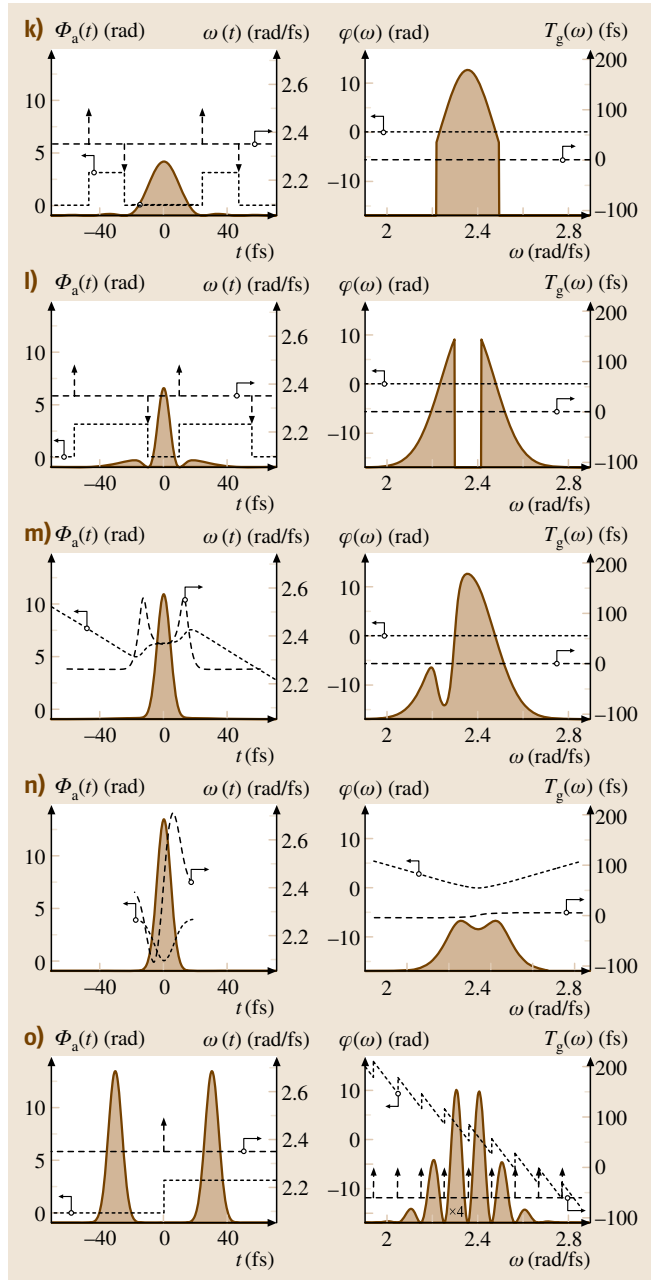 k) Φa(t) (rad) ω(t) (rad/fs) φ(ω) (rad) Tg(ω) (fs)
10 5 0
2.6 2.4 2.2
10 0 −10
200 100 0 −100
−40 0 40
t(fs)
2 2.4 2.8
ω (rad/fs)
l) Φa(t) (rad) ω(t) (rad/fs) φ(ω) (rad) Tg(ω) (fs)
10 5 0
2.6 2.4 2.2
10 0 −10
200 100 0 −100
−40 0 40
t(fs)
2 2.4 2.8
ω (rad/fs)
m) Φa(t) (rad) ω(t) (rad/fs) φ(ω) (rad) Tg(ω) (fs)
10 5 0
2.6 2.4 2.2
10 0 −10
200 100 0 −100
−40 0 40
t(fs)
2 2.4 2.8
ω (rad/fs)
n) Φa(t) (rad) ω(t) (rad/fs) φ(ω) (rad) Tg(ω) (fs)
10 5 0
2.6 2.4 2.2
10 0 −10
200 100 0 −100
−40 0 40
t(fs)
2 2.4 2.8
ω (rad/fs)
o) Φa(t) (rad) ω(t) (rad/fs) φ(ω) (rad) Tg(ω) (fs)
10 5 0
2.6 2.4 2.2
10 0 −10
200 100 0 −100
×4
−40 0 40
t(fs)
2 2.4 2.8
ω (rad/fs)